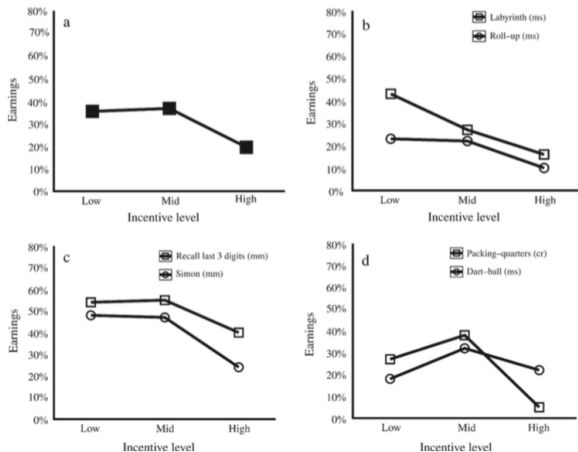 a
80%
70%
60%
50%
40%
30%
20%
10%
0%
Earnings
Low Mid High
Incentive level
b
80%
70%
60%
50%
40%
30%
20%
10%
0%
Earnings
Labyrinth (ms)
Roll-up (ms)
Low Mid High
Incentive level
c
80%
70%
60%
50%
40%
30%
20%
10%
0%
Earnings
Recall last 3 digits (mm)
Simon (mm)
Low Mid High
Incentive level
d
80%
70%
60%
50%
40%
30%
20%
10%
0%
Earnings
Packing-quarters (cr)
Dart-ball (ms)
Low Mid High
Incentive level